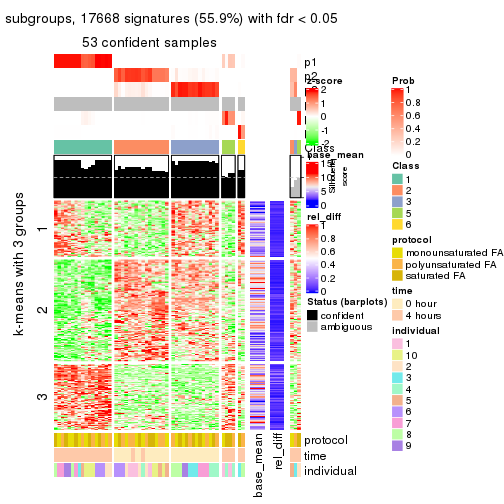 subgroups, 17668 signatures (55.9%) with fdr < 0.05
53 confident samples
p1
p2
Class
silhouette
score
k-means with 3 groups
1
2
3
protocol
time
individual
base_mean
rel_diff
z-score
2
1
0
-1
-2
base_mean
15
10
5
0
rel_diff
1
0.8
0.6
0.4
0.2
0
Status (barplots)
confident
ambiguous
Prob
1
0.8
0.6
0.4
0.2
0
Class
1
2
3
5
6
protocol
monounsaturated FA
polyunsaturated FA
saturated FA
time
0 hour
4 hours
individual
1
10
2
3
4
5
6
7
8
9